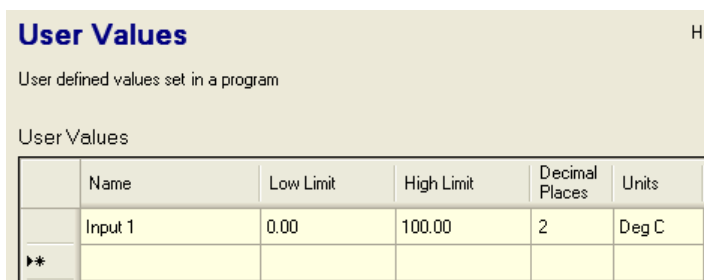 User Values
H
User defined values set in a program
User Values
Name Low Limit High Limit Decimal Places Units
Input 1 0.00 100.00 2 Deg C